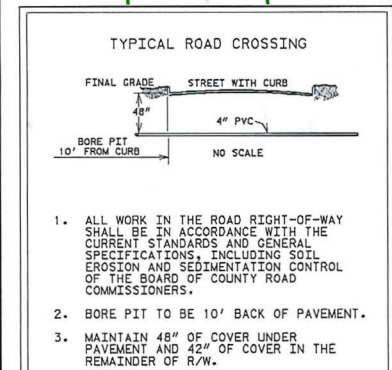 TYPICAL ROAD CROSSING
FINAL GRADE
STREET WITH CURB
48"
4" PVC
BORE PIT
10' FROM CURB
NO SCALE
1. ALL WORK IN THE ROAD RIGHT-OF-WAY
SHALL BE IN ACCORDANCE WITH THE
CURRENT STANDARDS AND GENERAL
SPECIFICATIONS, INCLUDING SOIL
EROSION AND SEDIMENTATION CONTROL
OF THE BOARD OF COUNTY ROAD
COMMISSIONERS.
2. BORE PIT TO BE 10' BACK OF PAVEMENT.
3. MAINTAIN 48" OF COVER UNDER
PAVEMENT AND 42" OF COVER IN THE
REMAINDER OF R/W.